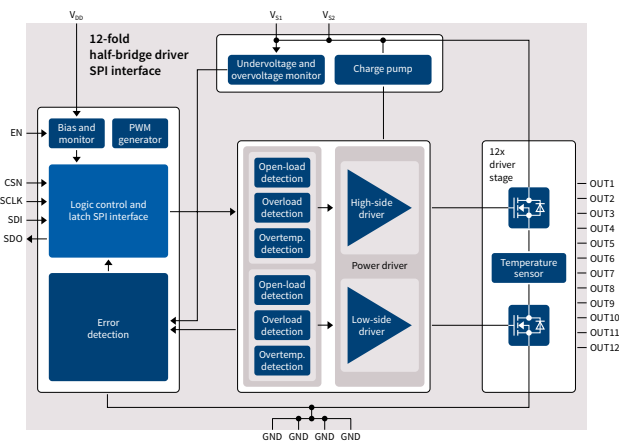 VDD
VS1
VS2
12-fold
half-bridge driver
SPI interface
Undervoltage and
overvoltage monitor
Charge pump
EN
Bias and
monitor
PWM
generator
CSN
SCLK
SDI
SDO
Logic control and
latch SPI interface
Error
detection
Open-load
detection
Overload
detection
Overtemp.
detection
High-side
driver
Power driver
Open-load
detection
Overload
detection
Overtemp.
detection
Low-side
driver
12x
driver
stage
Temperature
sensor
OUT1
OUT2
OUT3
OUT4
OUT5
OUT6
OUT7
OUT8
OUT9
OUT10
OUT11
OUT12
GND GND GND GND